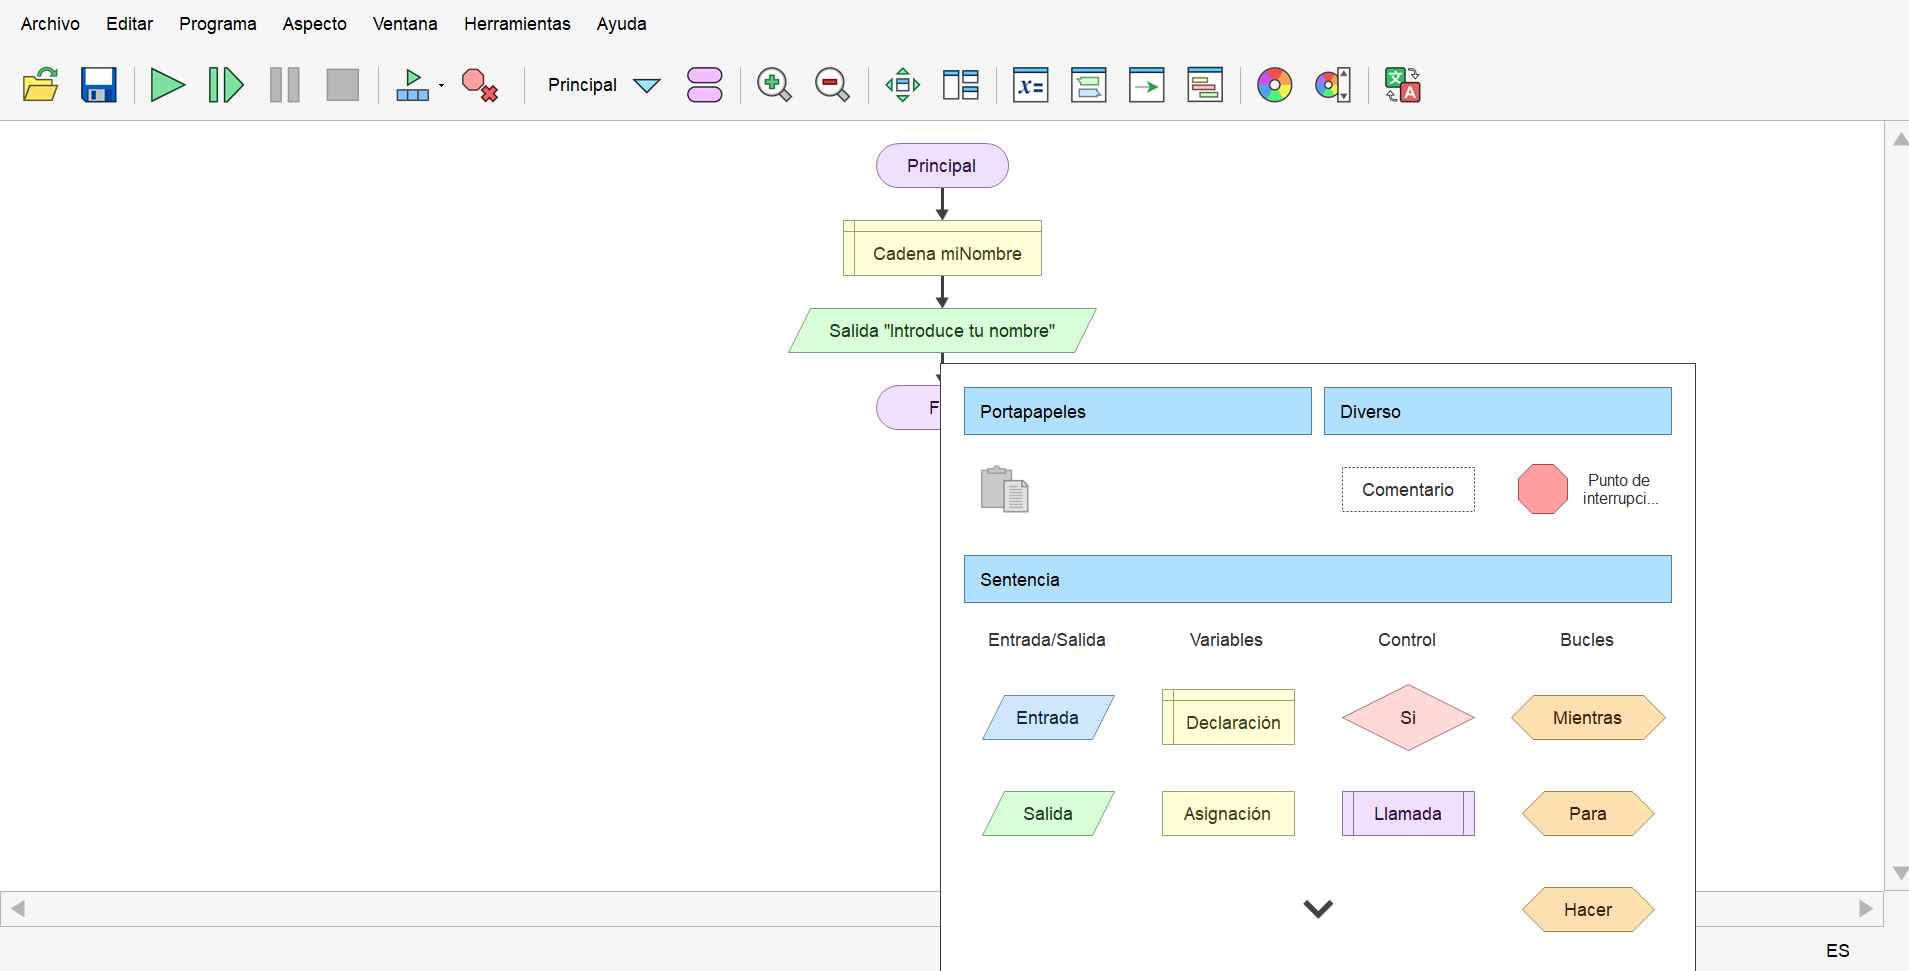 Archivo Editar Programa Aspecto Ventana Herramientas Ayuda
Principal
Principal
Cadena miNombre
Salida "Introduce tu nombre"
F
Portapapeles
Diverso
Comentario
Punto de
interrupci...
Sentencia
Entrada/Salida
Variables
Control
Bucles
Entrada
Declaración
Si
Mientras
Salida
Asignación
Llamada
Para
Hacer
ES